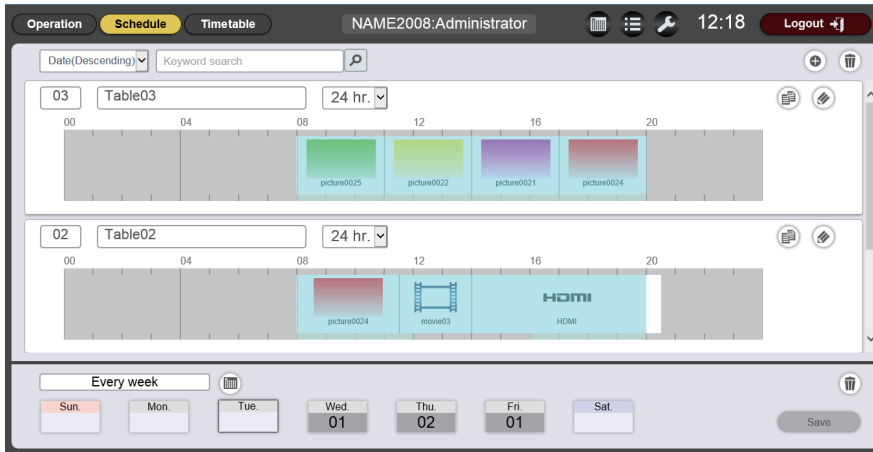 Operation Schedule Timetable NAME2008:Administrator 12:18 Logout
Date(Descending) Keyword search
03 Table03 24 hr.
00 04 08 12 16 20
picture0025 picture0022 picture0021 picture0024
02 Table02 24 hr.
00 04 08 12 16 20
HDMI
picture0024 movie03 HDMI
Every week
Sun. Mon. Tue. Wed. Thu. Fri. Sat.
01 02 01
Save